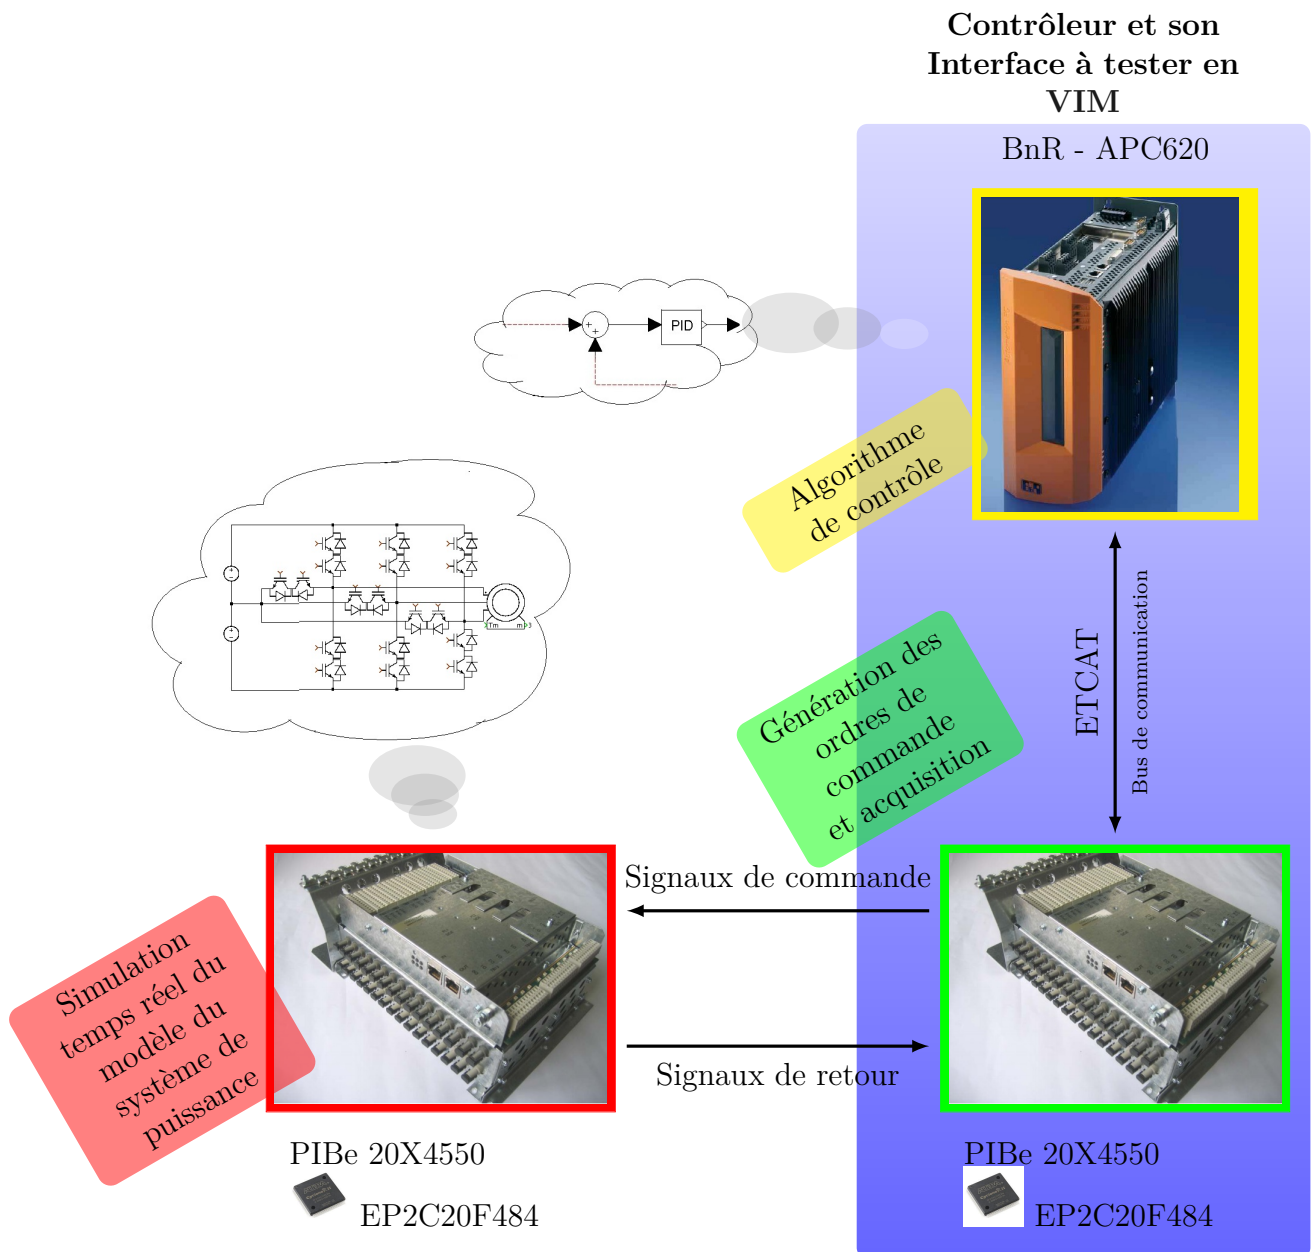 Contrôleur et son
Interface à tester en
VIM
BnR - APC620
PID
Algorithme
de contrôle
Génération des
ordres de
commande
et acquisition
ETCAT
Bus de communication
Tm
m
3
Signaux de commande
Signaux de retour
Simulation
temps réel du
modèle du
système de
puissance
PIBe 20X4550
EP2C20F484
PIBe 20X4550
EP2C20F484